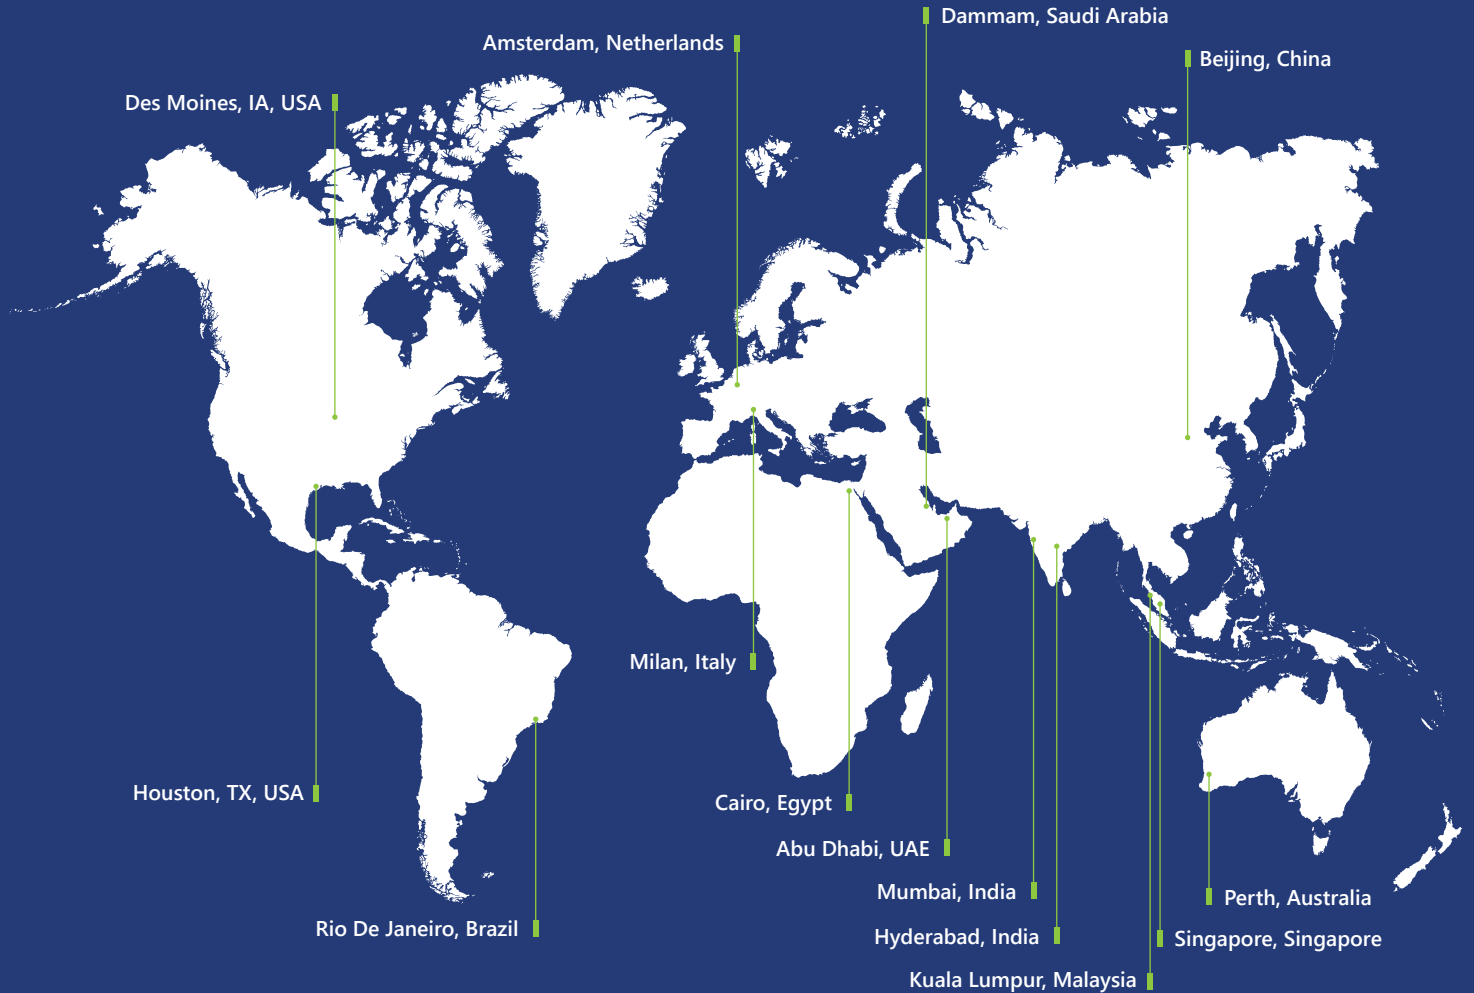 Dammam, Saudi Arabia
Amsterdam, Netherlands
Beijing, China
Des Moines, IA, USA
Milan, Italy
Houston, TX, USA
Cairo, Egypt
Abu Dhabi, UAE
Mumbai, India
Perth, Australia
Rio De Janeiro, Brazil
Hyderabad, India
Singapore, Singapore
Kuala Lumpur, Malaysia